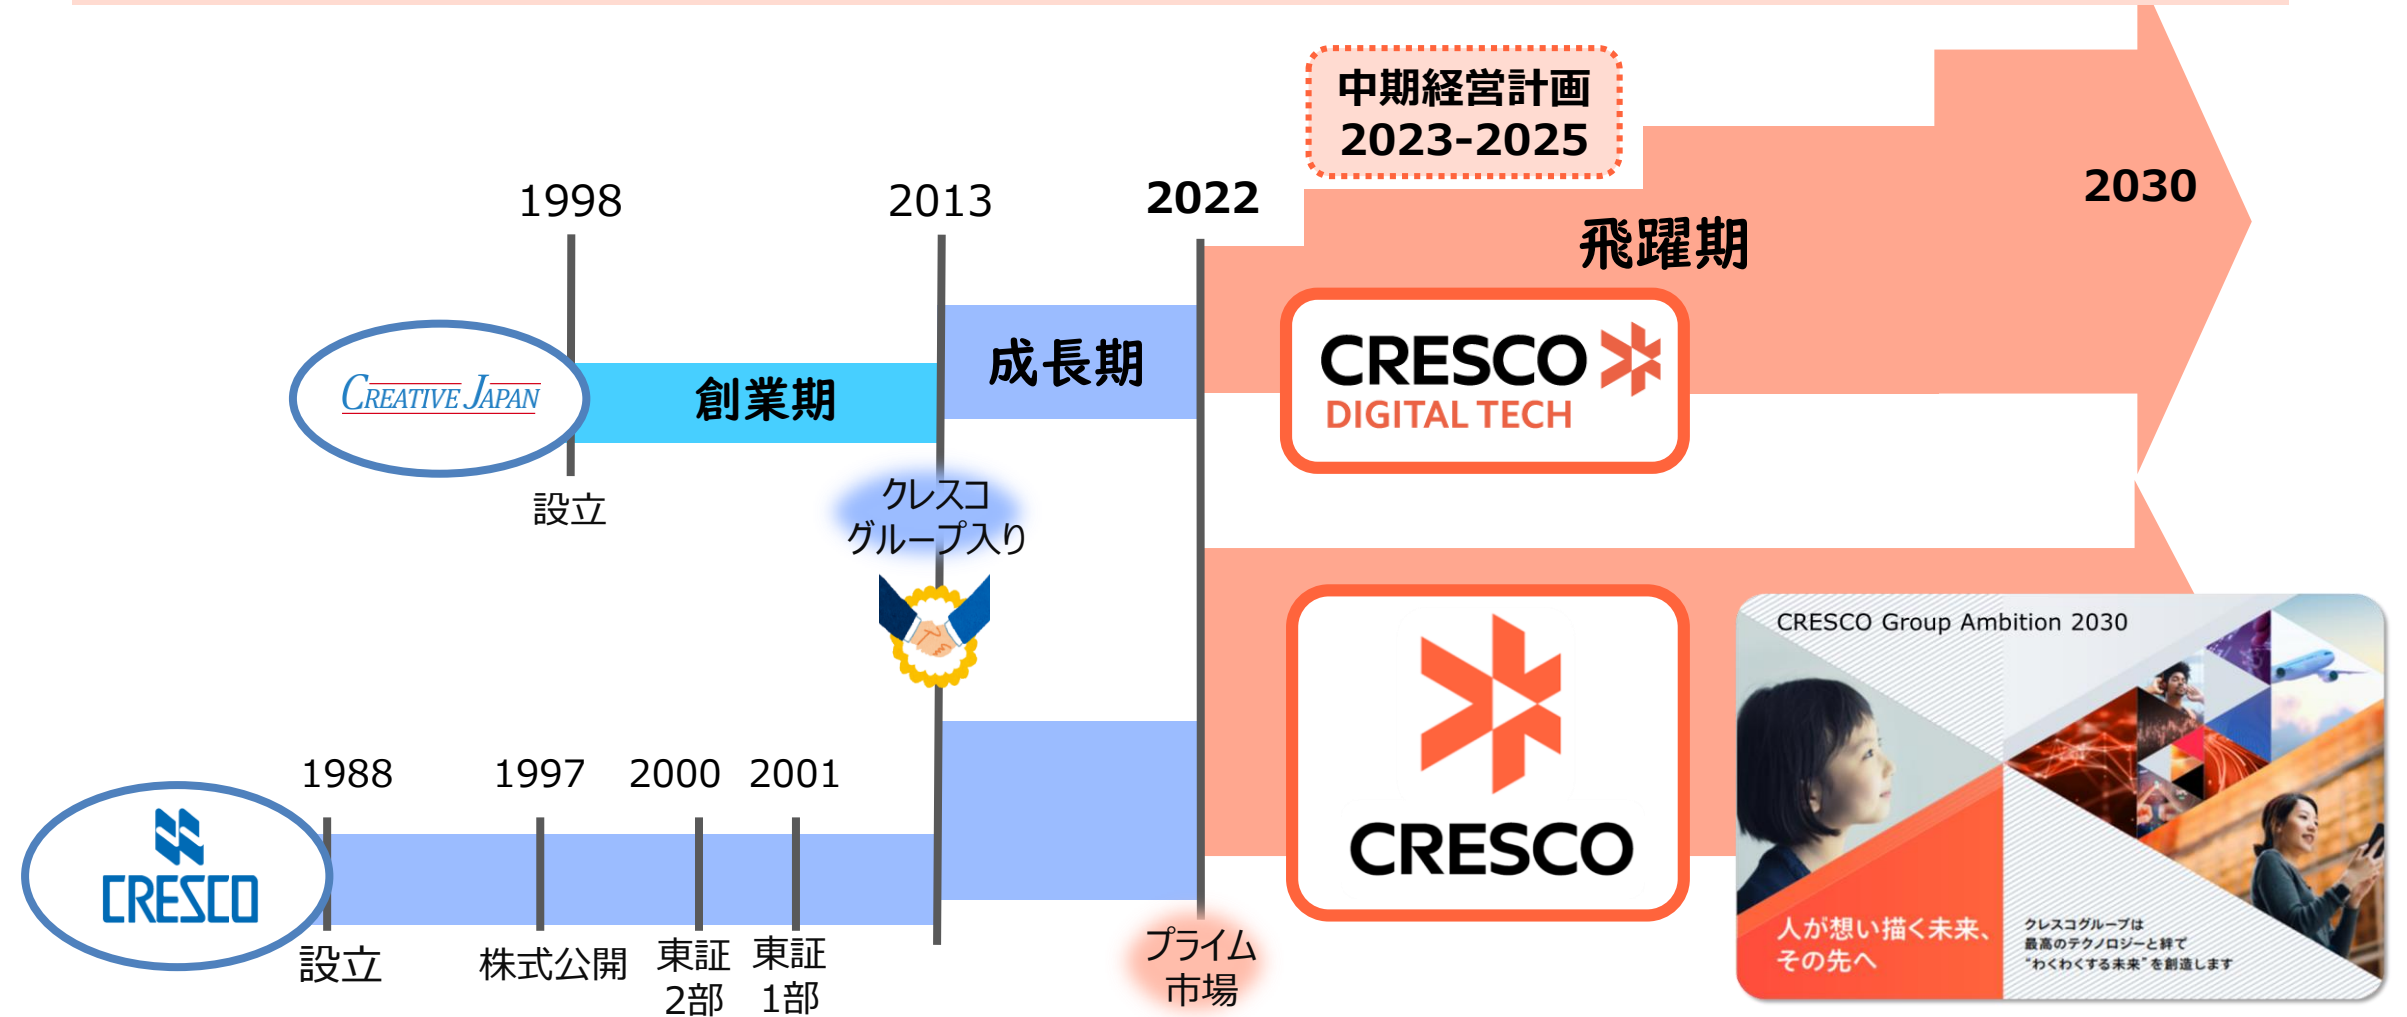 中期経営計画
2023-2025
1998
2013
2022
2030
飛躍期
成長期
創業期
CREATIVE JAPAN
CRESCO
DIGITAL TECH
設立
クレスコ
グループ入り
1988
1997
2000
2001
CRESCO
設立
株式公開
東証
2部
東証
1部
プライム
市場
CRESCO
CRESCO Group Ambition 2030
人が想い描く未来、
その先へ
クレスコグループは
最高のテクノロジーと絆で
“わくわくする未来”を創造します